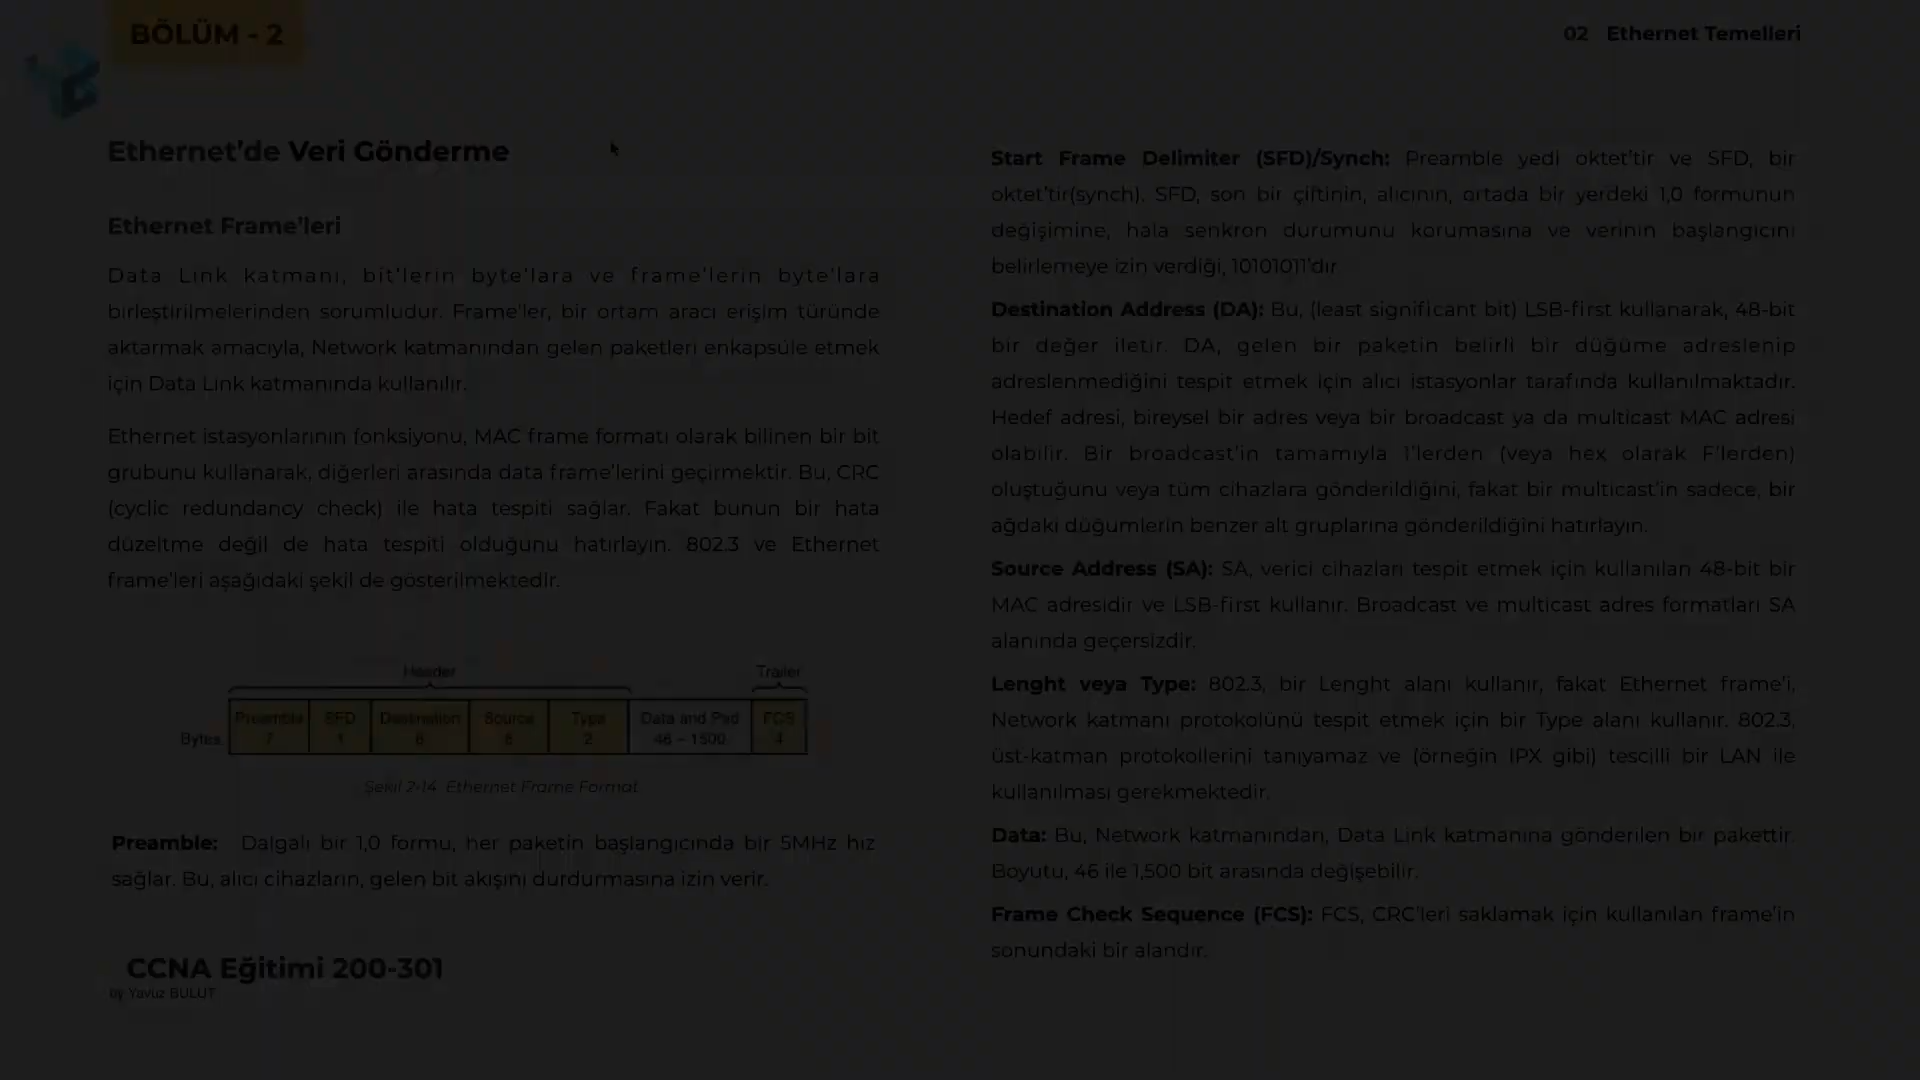 BÖLÜM - 2
02 Ethernet Temelleri
Ethernet'de Veri Gönderme
Ethernet Frame'leri
Data Link katmanı, bit'lerin byte'lara ve frame'lerin byte'lara
birleştirilmelerinden sorumludur. Frame'ler, bir ortam aracı erişim türünde
aktarmak amacıyla, Network katmanından gelen paketleri enkapsüle etmek
için Data Link katmanında kullanılır.
Ethernet istasyonlarının fonksiyonu, MAC frame formatı olarak bilinen bir bit
grubunu kullanarak, diğerleri arasında data frame'lerini geçirmektir. Bu, CRC
(cyclic redundancy check) ile hata tespiti sağlar. Fakat bunun bir hata
düzeltme değil de hata tespiti olduğunu hatırlayın. 802.3 ve Ethernet
frame'leri aşağıdaki şekil de gösterilmektedir.
Header Trailer
Preamble SFD Destination Source Type Data and Pad FCS
Bytes 7 1 6 6 2 46 – 1500 4
Şekil 2-14 Ethernet Frame Format
Preamble: Dalgalı bir 1,0 formu, her paketin başlangıcında bir 5MHz hız
sağlar. Bu, alıcı cihazların, gelen bit akışını durdurmasına izin verir.
CCNA Eğitimi 200-301
by Yavuz BULUT
Start Frame Delimiter (SFD)/Synch: Preamble yedi oktet'tir ve SFD, bir
oktet'tir(synch). SFD, son bir çiftinin, alıcının, ortada bir yerdeki 1,0 formunun
değişimine, hala senkron durumunu korumasına ve verinin başlangıcını
belirlemeye izin verdiği, 10101011'dır
Destination Address (DA): Bu, (least significant bit) LSB-first kullanarak, 48-bit
bir değer iletir. DA, gelen bir paketin belirli bir düğüme adreslenip
adreslenmediğini tespit etmek için alıcı istasyonlar tarafında kullanılmaktadır.
Hedef adresi, bireysel bir adres veya bir broadcast ya da multicast MAC adresi
olabilir. Bir broadcast'in tamamıyla 1'lerden (veya hex olarak F'lerden)
oluştuğunu veya tüm cihazlara gönderildiğini, fakat bir multicast'in sadece, bir
ağdaki düğümlerin benzer alt gruplarına gönderildiğini hatırlayın.
Source Address (SA): SA, verici cihazları tespit etmek için kullanılan 48-bit bir
MAC adresidir ve LSB-first kullanır. Broadcast ve multicast adres formatları SA
alanında geçersizdir.
Lenght veya Type: 802.3, bir Lenght alanı kullanır, fakat Ethernet frame'i,
Network katmanı protokolünü tespit etmek için bir Type alanı kullanır. 802.3,
üst-katman protokollerini tanıyamaz ve (örneğin IPX gibi) tescilli bir LAN ile
kullanılması gerekmektedir.
Data: Bu, Network katmanından, Data Link katmanına gönderilen bir pakettir.
Boyutu, 46 ile 1,500 bit arasında değişebilir.
Frame Check Sequence (FCS): FCS, CRC'leri saklamak için kullanılan frame'in
sonundaki bir alandır.